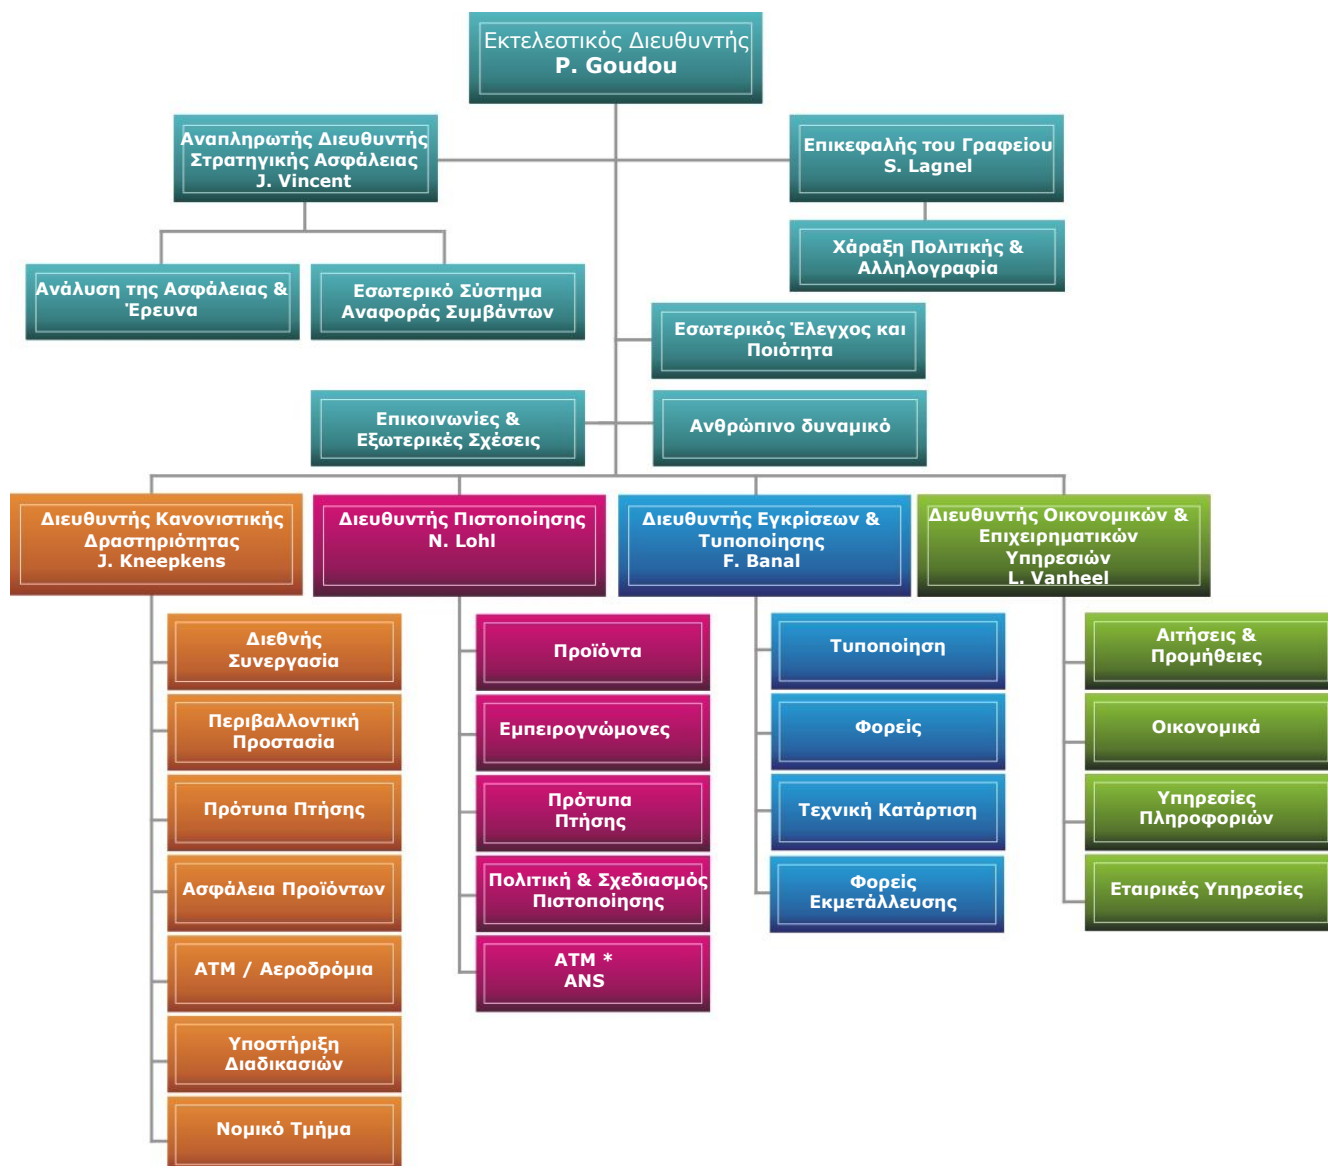 Εκτελεστικός Διευθυντής
P. Goudou
Αναπληρωτής Διευθυντής
Στρατηγικής Ασφάλειας
J. Vincent
Επικεφαλής του Γραφείου
S. Lagnel
Χάραξη Πολιτικής &
Αλληλογραφία
Ανάλυση της Ασφάλειας &
Έρευνα
Εσωτερικό Σύστημα
Αναφοράς Συμβάντων
Εσωτερικός Έλεγχος και
Ποιότητα
Επικοινωνίες &
Εξωτερικές Σχέσεις
Ανθρώπινο δυναμικό
Διευθυντής Κανονιστικής
Δραστηριότητας
J. Kneepkens
Διευθυντής Πιστοποίησης
N. Lohl
Διευθυντής Εγκρίσεων &
Τυποποίησης
F. Banal
Διευθυντής Οικονομικών &
Επιχειρηματικών
Υπηρεσιών
L. Vanheel
Διεθνής
Συνεργασία
Περιβαλλοντική
Προστασία
Πρότυπα Πτήσης
Ασφάλεια Προϊόντων
ATM / Αεροδρόμια
Υποστήριξη
Διαδικασιών
Νομικό Τμήμα
Προϊόντα
Εμπειρογνώμονες
Πρότυπα
Πτήσης
Πολιτική & Σχεδιασμός
Πιστοποίησης
ATM *
ANS
Τυποποίηση
Φορείς
Τεχνική Κατάρτιση
Φορείς
Εκμετάλλευσης
Αιτήσεις &
Προμήθειες
Οικονομικά
Υπηρεσίες
Πληροφοριών
Εταιρικές Υπηρεσίες